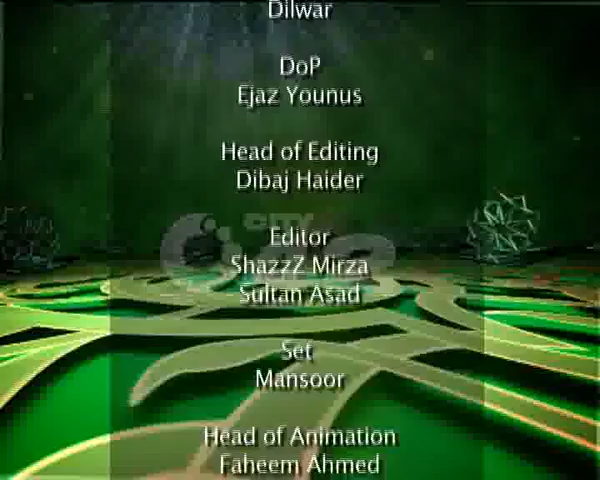 Dilwar
DoP
Ejaz Younus
Head of Editing
Dibaj Haider
CITY
Editor
ShazzZ Mirza
Sultan Asad
Set
Mansoor
Head of Animation
Faheem Ahmed